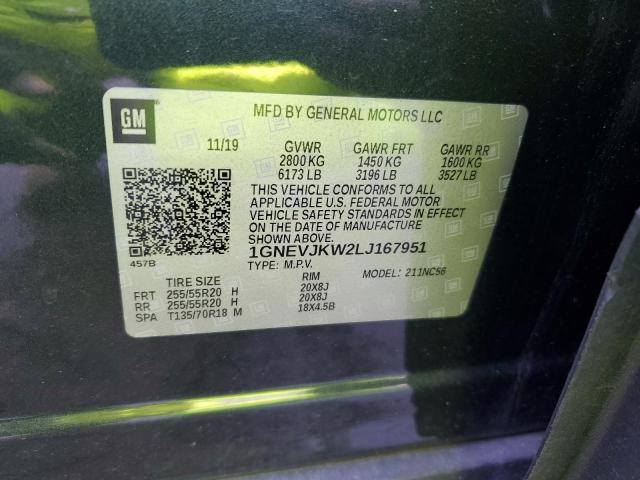 GM
MFD BY GENERAL MOTORS LLC
11/19 GVWR GAWR FRT GAWR RR
2800 KG 1450 KG 1600 KG
6173 LB 3196 LB 3527 LB
THIS VEHICLE CONFORMS TO ALL
APPLICABLE U.S. FEDERAL MOTOR
VEHICLE SAFETY STANDARDS IN EFFECT
ON THE DATE OF MANUFACTURE
SHOWN ABOVE.
457B
1GNEVJKW2LJ167951
TYPE: M.P.V. MODEL: 211NC56
TIRE SIZE RIM
FRT 255/55R20 H 20X8J
RR 255/55R20 H 20X8J
SPA T135/70R18 M 18X4.5B